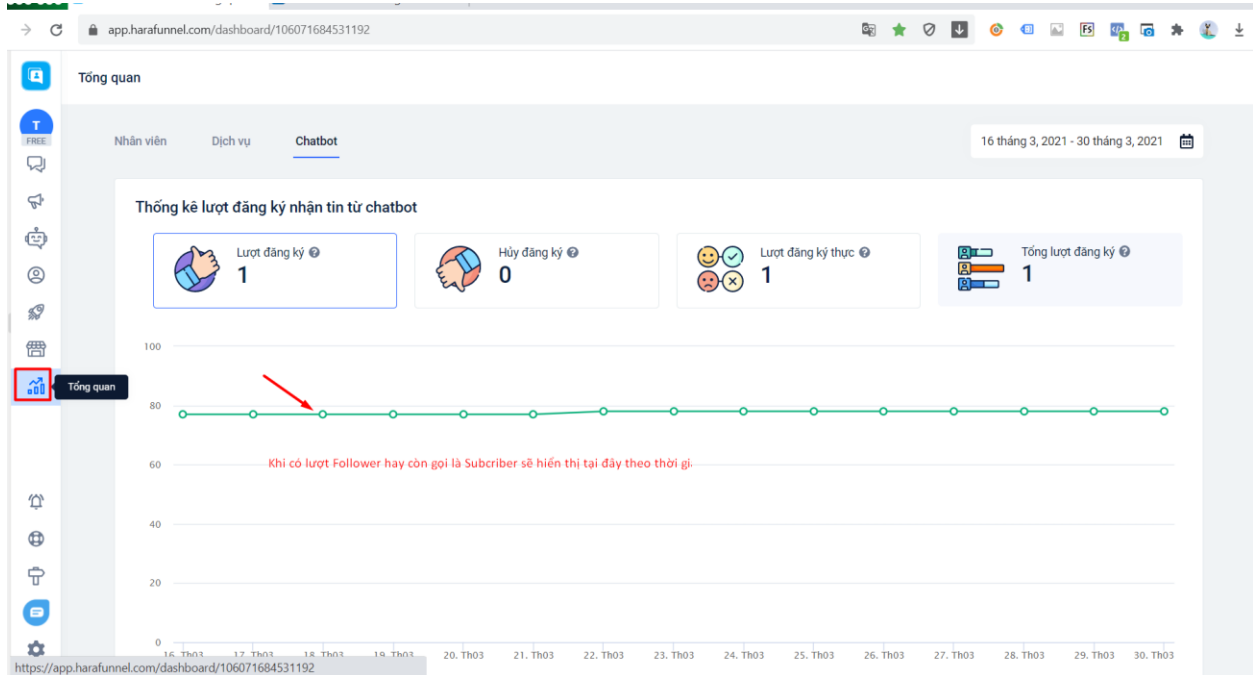 app.harafunnel.com/dashboard/106071684531192
FS
2
Tổng quan
T
FREE
Nhân viên Dịch vụ Chatbot
16 tháng 3, 2021 - 30 tháng 3, 2021
Thống kê lượt đăng ký nhận tin từ chatbot
Lượt đăng ký
1
Hủy đăng ký
0
Lượt đăng ký thực
1
Tổng lượt đăng ký
1
Tổng quan
100
80
60
40
20
0
Khi có lượt Follower hay còn gọi là Subcriber sẽ hiển thị tại đây theo thời gi
16. Th03 17. Th03 18. Th03 19. Th03 20. Th03 21. Th03 22. Th03 23. Th03 24. Th03 25. Th03 26. Th03 27. Th03 28. Th03 29. Th03 30. Th03
https://app.harafunnel.com/dashboard/106071684531192